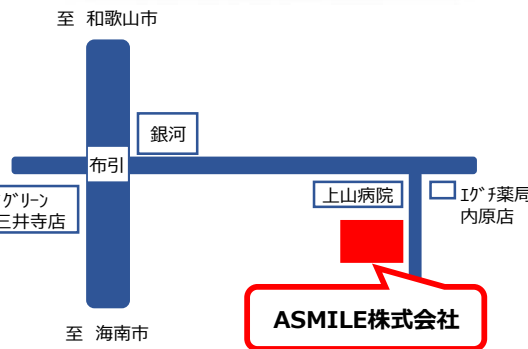 至 和歌山市
銀河
布引
グリーン
三井寺店
上山病院
エグチ薬局
内原店
ASMILE株式会社
至 海南市